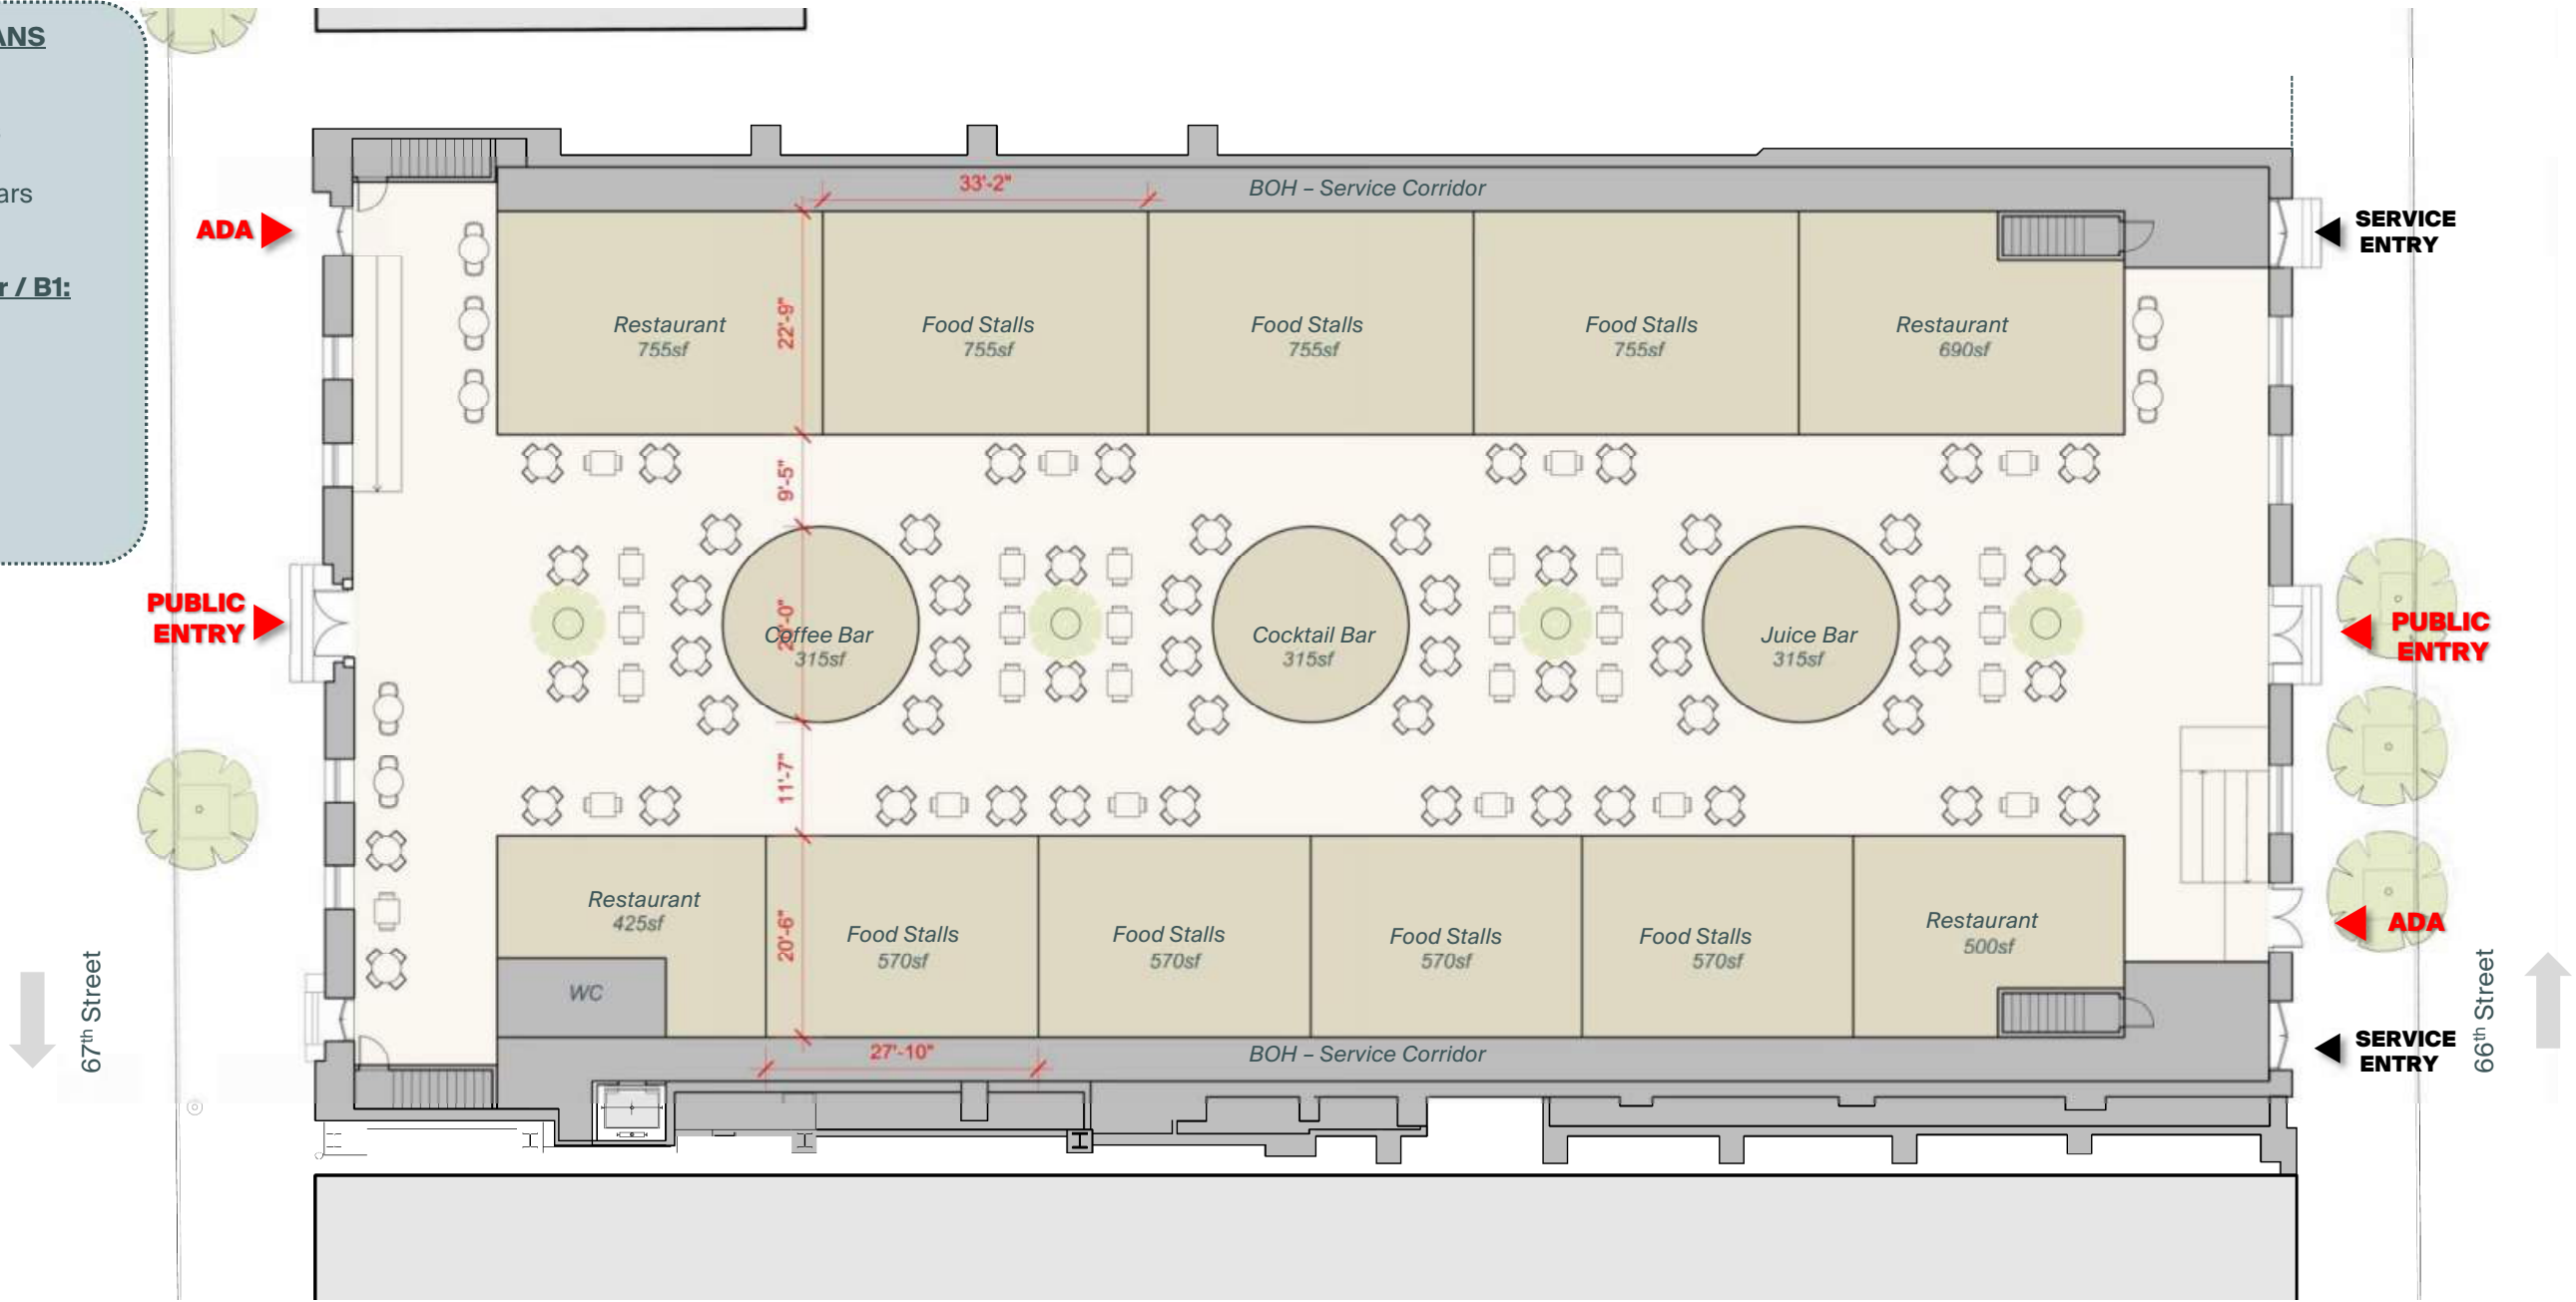 ANS
ars
r / B1:
33'-2"
BOH – Service Corridor
ADA
SERVICE
ENTRY
22'-9"
Restaurant
755sf
Food Stalls
755sf
Food Stalls
755sf
Food Stalls
755sf
Restaurant
690sf
9'-5"
PUBLIC
ENTRY
Coffee Bar
315sf
Cocktail Bar
315sf
Juice Bar
315sf
PUBLIC
ENTRY
11'-7"
Restaurant
425sf
20'-6"
Food Stalls
570sf
Food Stalls
570sf
Food Stalls
570sf
Food Stalls
570sf
Restaurant
500sf
ADA
WC
67th Street
66th Street
27'-10"
BOH – Service Corridor
SERVICE
ENTRY